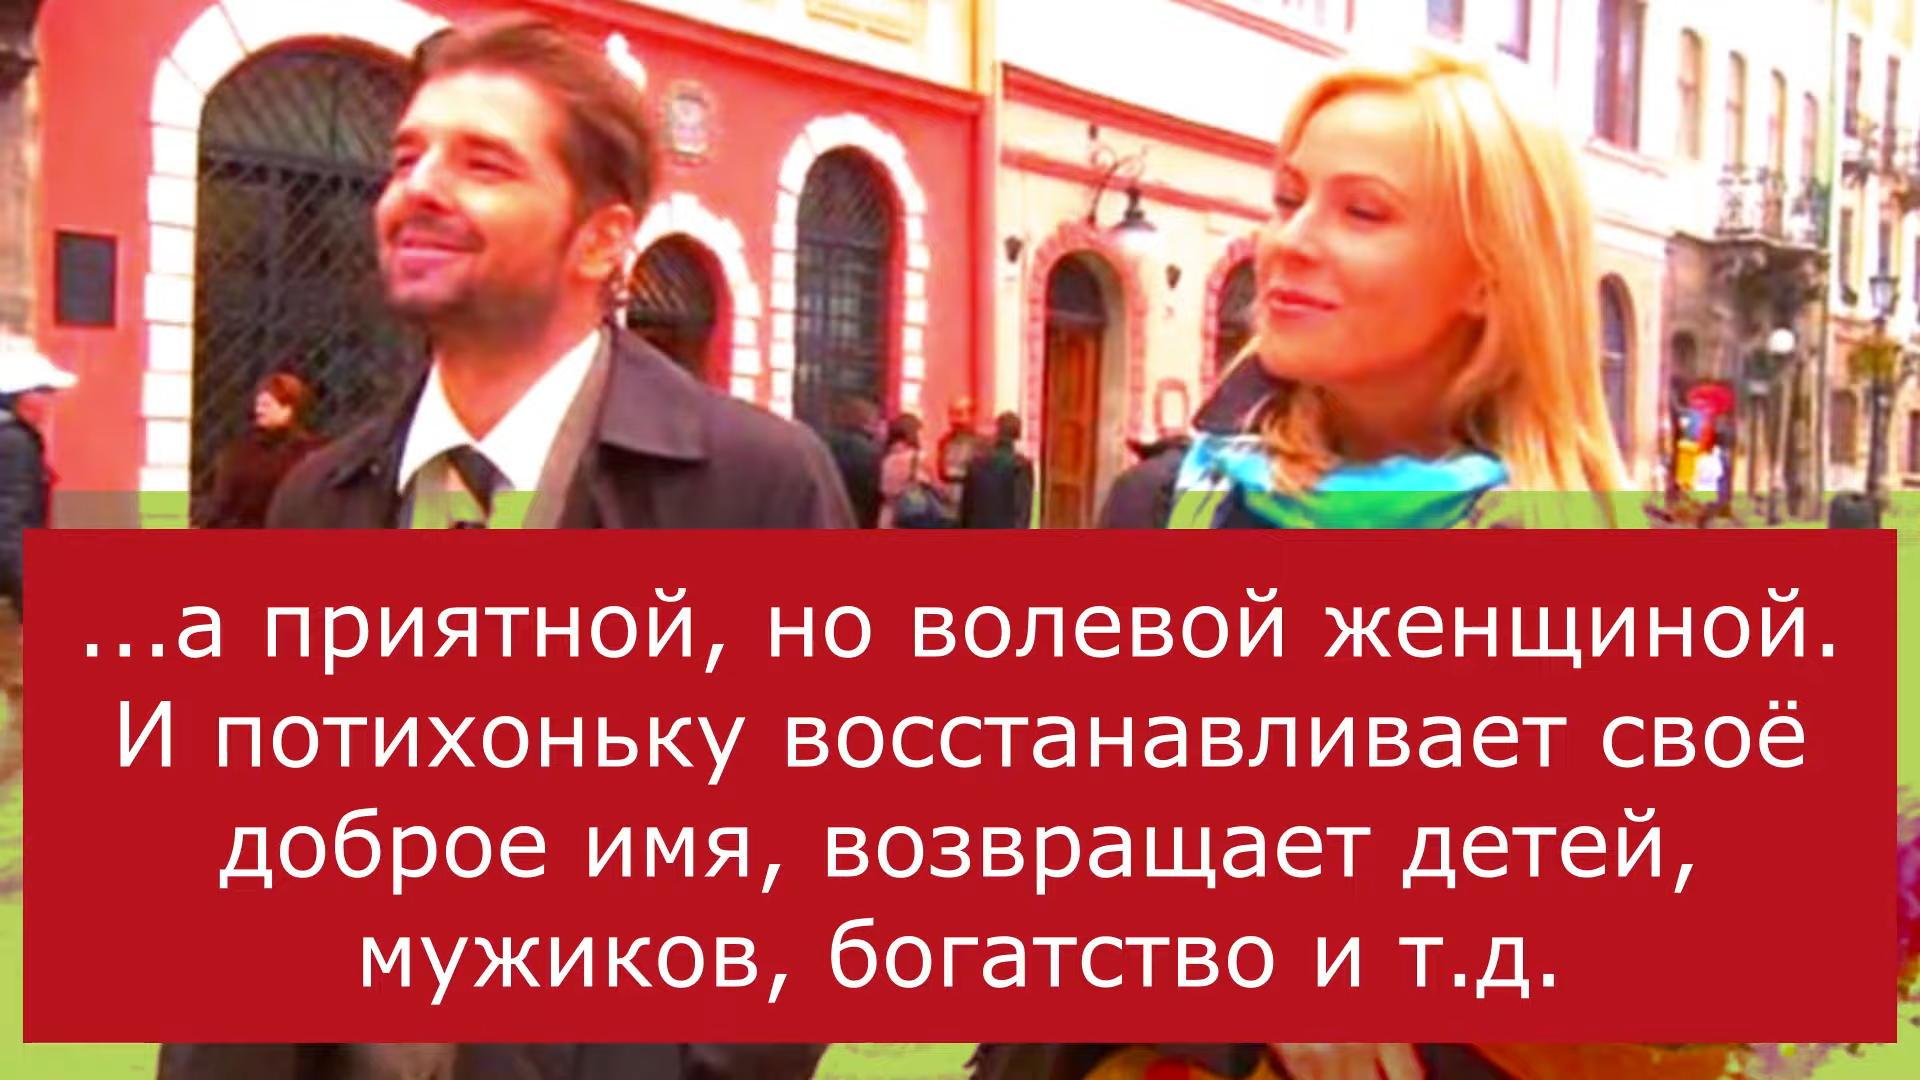 ...а приятной, но волевой женщиной.
И потихоньку восстанавливает своё
доброе имя, возвращает детей,
мужиков, богатство и т.д.